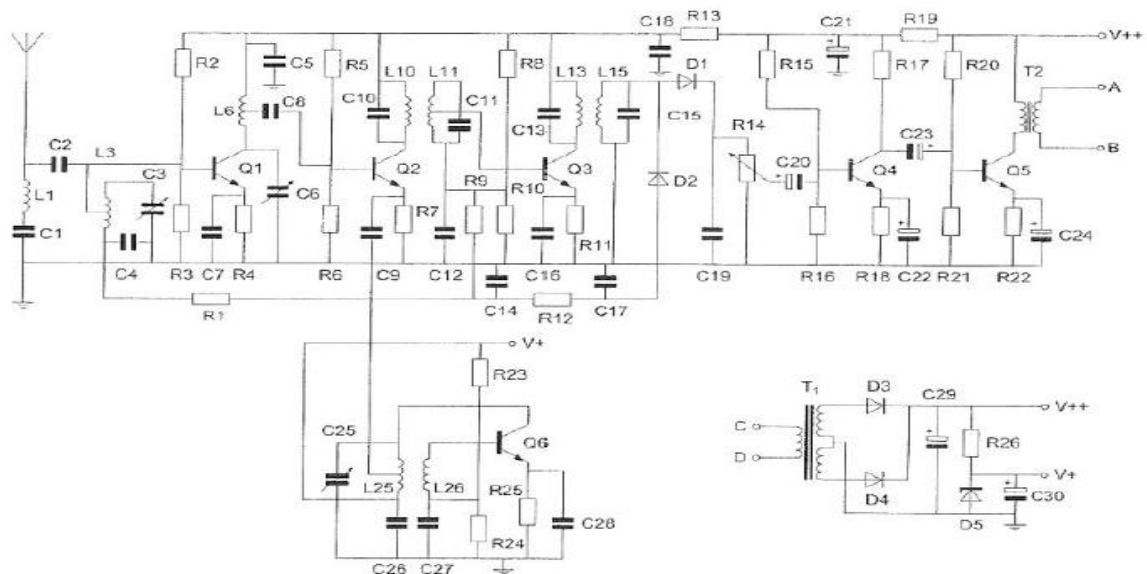 C18
R13
C21
R19
V++
R2
C5
R5
L10
L11
R8
L13
L15
D1
R15
R17
R20
T2
L6
C8
C10
C11
C13
C15
A
C2
L3
C3
Q1
Q2
Q3
R14
C20
C23
Q4
Q5
B
D2
L1
C6
R9
R10
R7
R11
C1
C4
R3
C7
R4
R6
C9
C12
C16
C19
R16
R18
C22
R21
R22
C24
C14
R1
R12
C17
V+
R23
T1
D3
C29
V++
C25
Q6
C
R26
D
V+
L25
L26
R25
C30
D4
R24
C28
D5
C26
C27